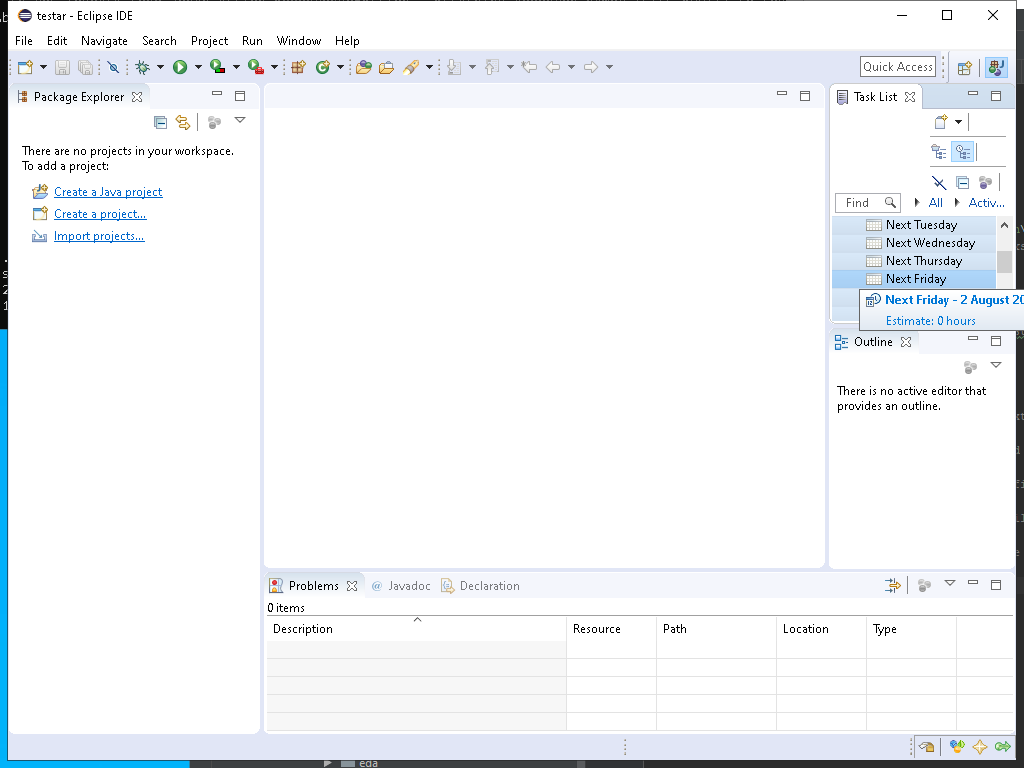 testar - Eclipse IDE
File Edit Navigate Search Project Run Window Help
Quick Access
Package Explorer
There are no projects in your workspace.
To add a project:
Create a Java project
Create a project...
Import projects...
Task List
Find
All
Activ...
Next Tuesday
Next Wednesday
Next Thursday
Next Friday
Next Friday - 2 August 20
Estimate: 0 hours
Outline
There is no active editor that
provides an outline.
Problems @ Javadoc Declaration
0 items
Description Resource Path Location Type
eda